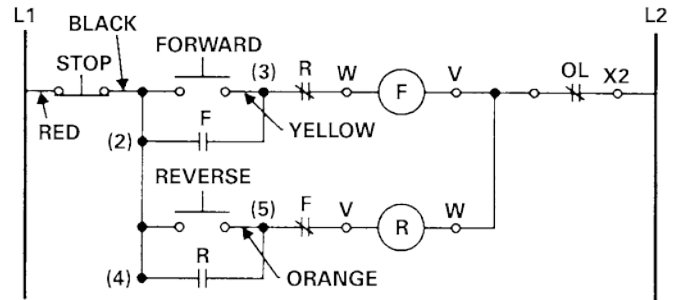 L1
L2
BLACK
STOP
FORWARD
(3)
R
W
F
V
OL
X2
RED
YELLOW
F
(2)
REVERSE
(5)
F
V
R
W
R
ORANGE
(4)